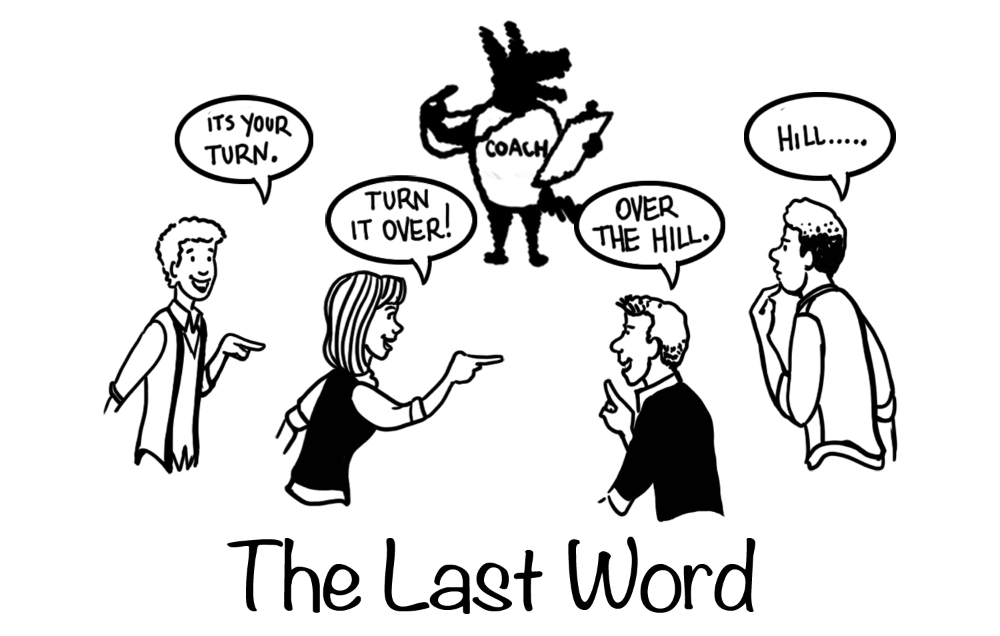 ITS YOUR
TURN.
TURN
IT OVER!
COACH
OVER
THE HILL.
HILL.....
The Last Word